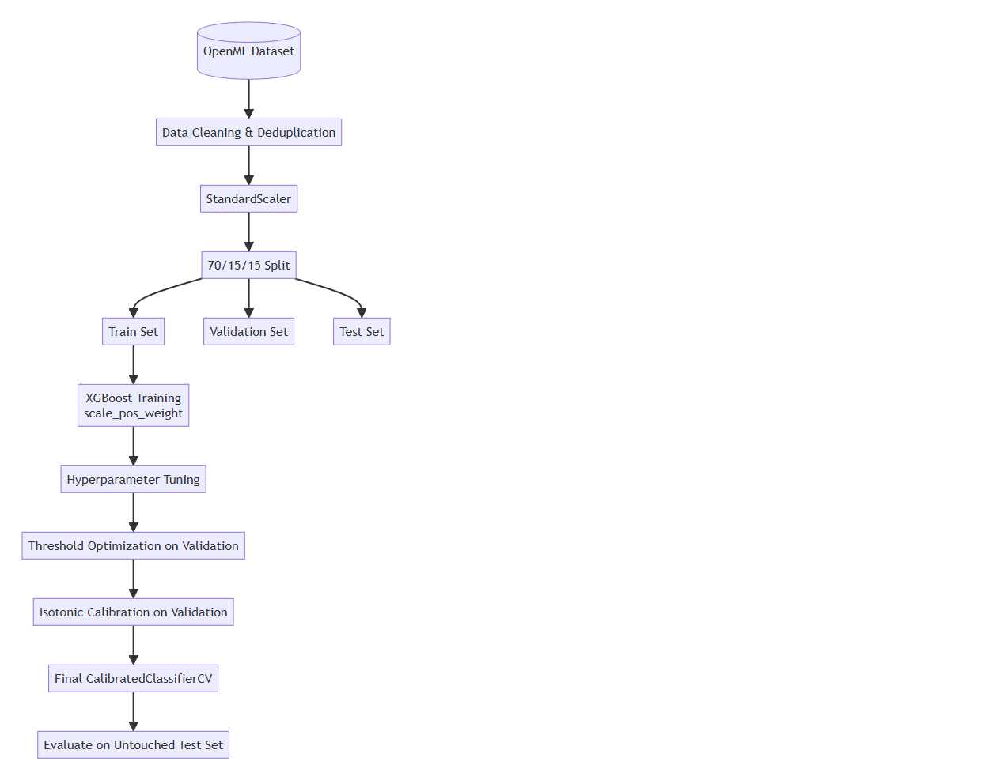 OpenML Dataset
Data Cleaning & Deduplication
StandardScaler
70/15/15 Split
Train Set
Validation Set
Test Set
XGBoost Training
scale_pos_weight
Hyperparameter Tuning
Threshold Optimization on Validation
Isotonic Calibration on Validation
Final CalibratedClassifierCV
Evaluate on Untouched Test Set